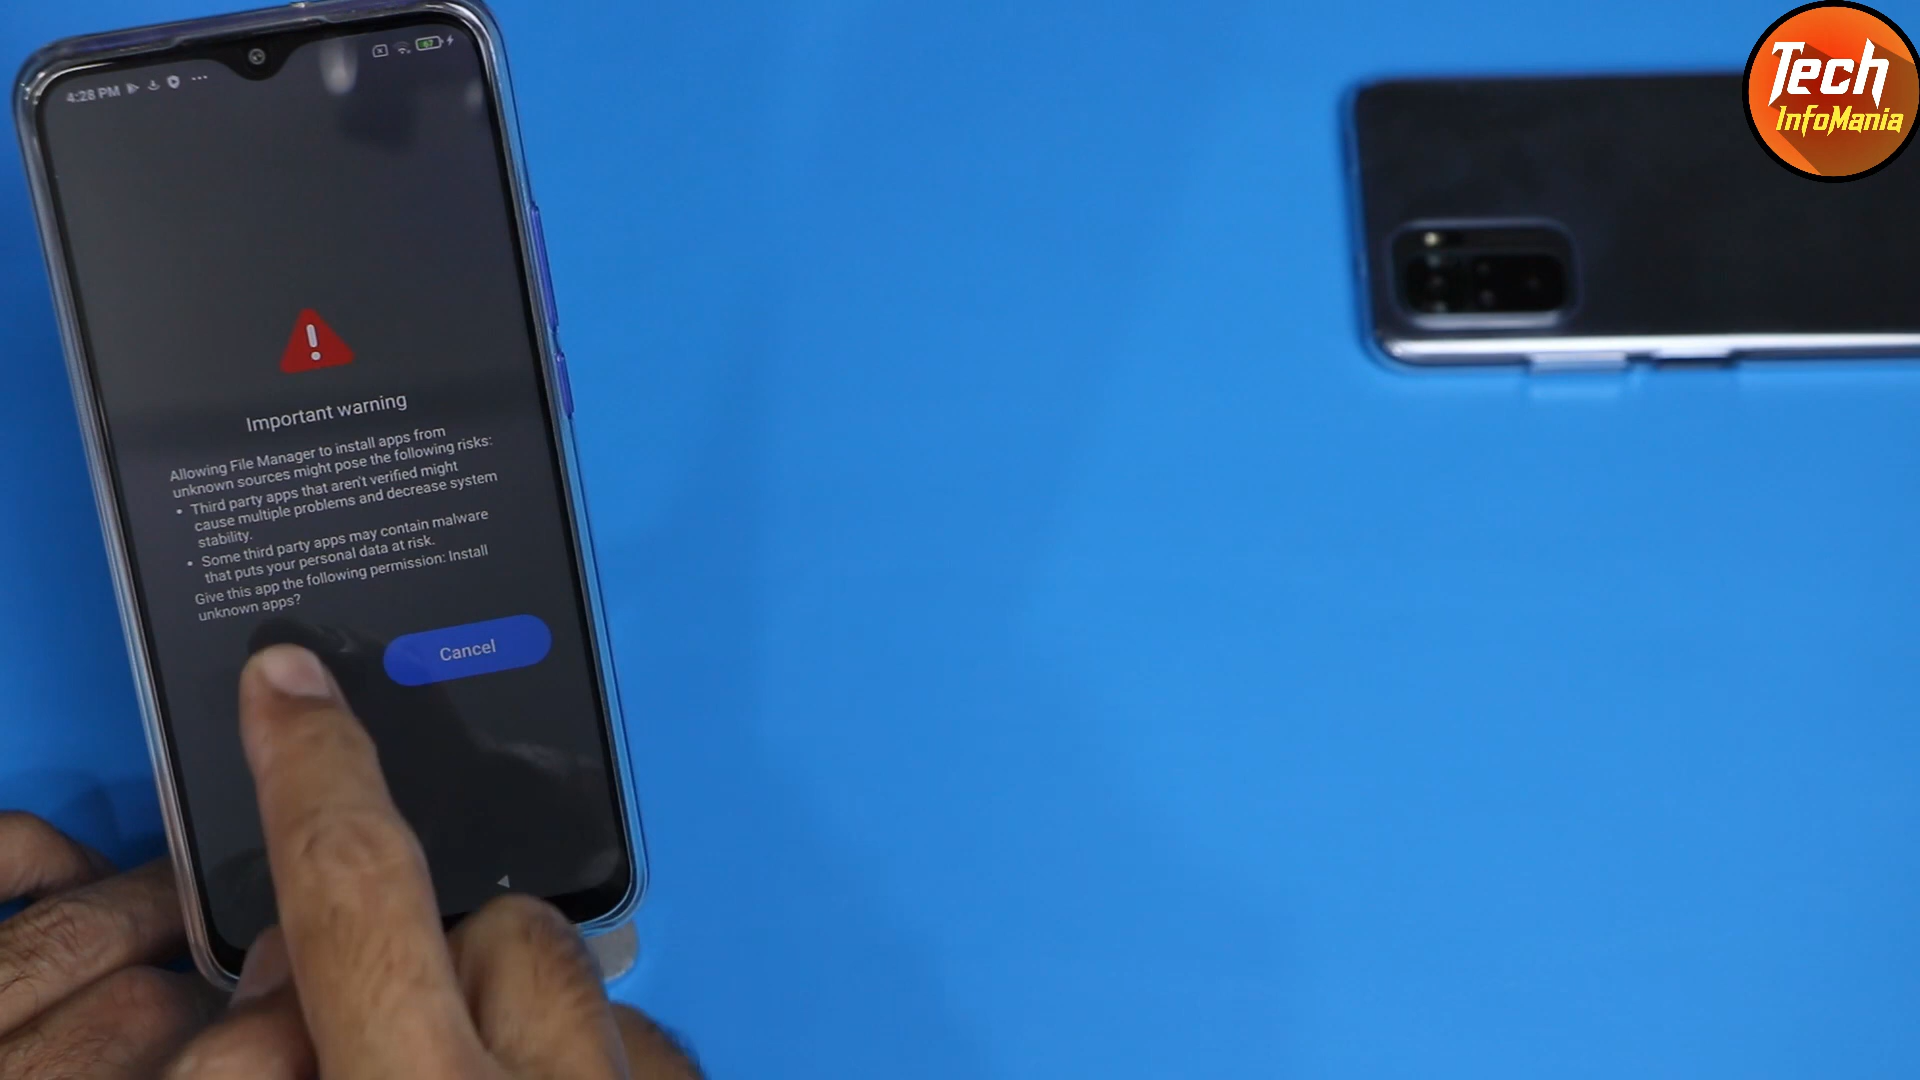 Tech
InfoMania
4:28 PM
67
Important warning
Allowing File Manager to install apps from
unknown sources might pose the following risks:
• Third party apps that aren't verified might
cause multiple problems and decrease system
stability.
• Some third party apps may contain malware
that puts your personal data at risk.
Give this app the following permission: Install
unknown apps?
Cancel